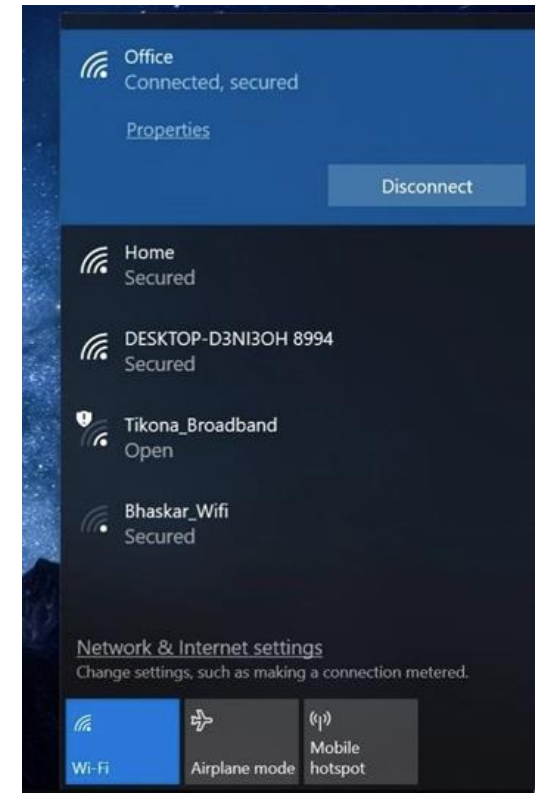 Office
Connected, secured
Properties
Disconnect
Home
Secured
DESKTOP-D3NI3OH 8994
Secured
Tikona_Broadband
Open
Bhaskar_Wifi
Secured
Network & Internet settings
Change settings, such as making a connection metered.
Wi-Fi
Airplane mode
Mobile
hotspot